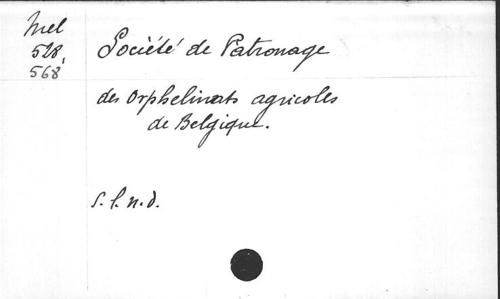 Mel
528,
568
Société de Patronage
des Orphelinats agricoles
de Belgique.
S. l. n. d.